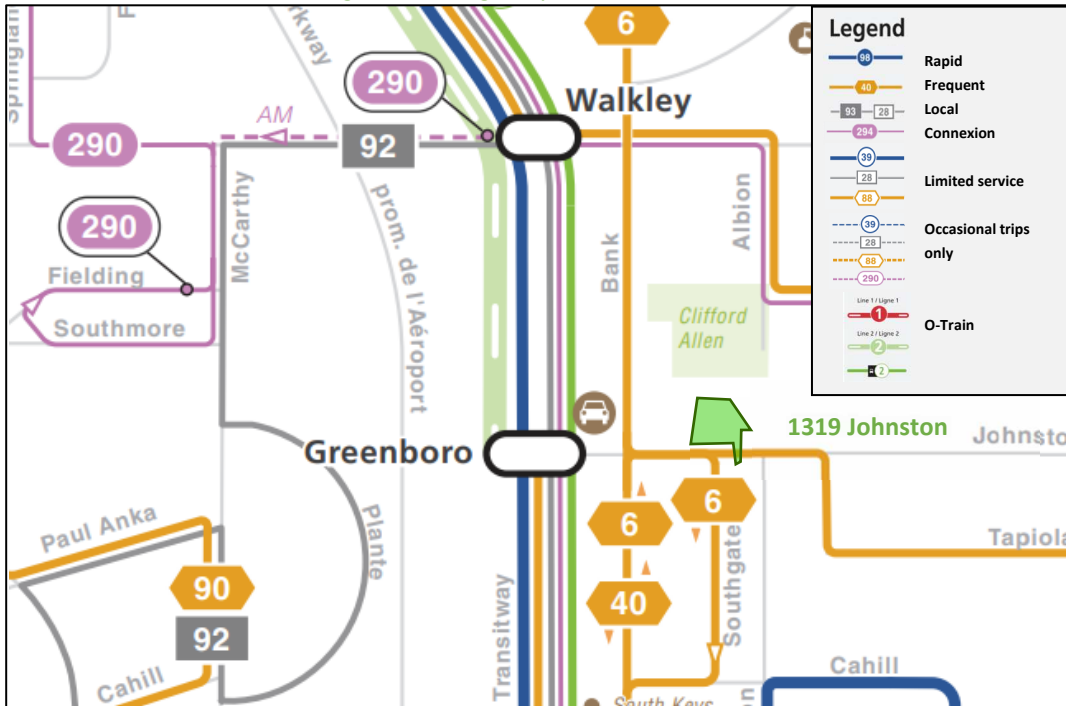 6
rkway
290
Walkley
AM
290
92
290
prom. de l'Aéroport
McCarthy
Bank
Albion
Fielding
Southmore
Clifford
Allen
1319 Johnston
Greenboro
Johnsto
6
6
Paul Anka
Plante
Tapiola
90
40
92
Southgate
Transitway
Cahill
Cahill
South Keys
Legend
98
Rapid
40
Frequent
93
28
Local
294
Connexion
39
28
Limited service
88
39
Occasional trips
28
only
88
290
Line 1 / Ligne 1
1
O-Train
Line 2 / Ligne 2
2
2